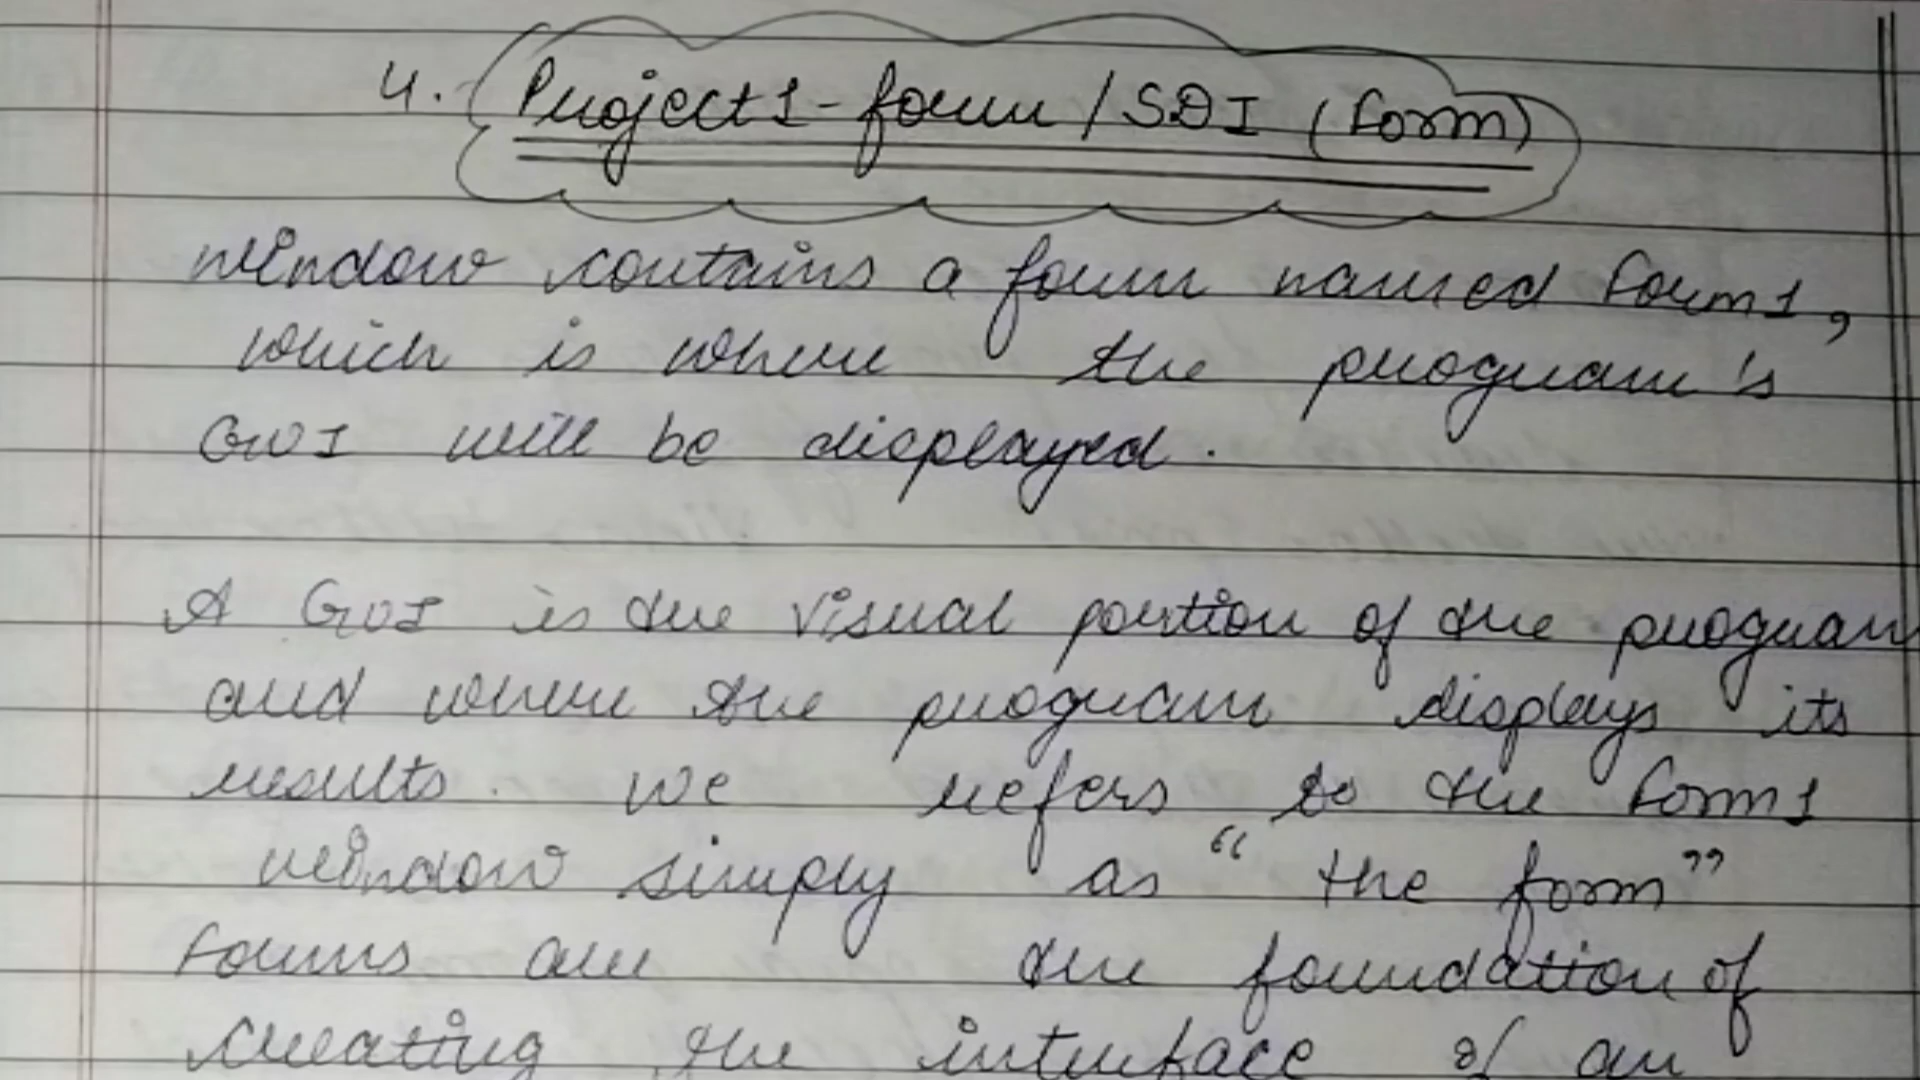 4. Project1-form/SDI (form)
window contains a form named form1,
which is where the program's
GUI will be displayed.
A GUI is the visual portion of the program
and where the program displays its
results. we refers to the form1
window simply as "the form"
forms are the foundation of
creating the interface of an